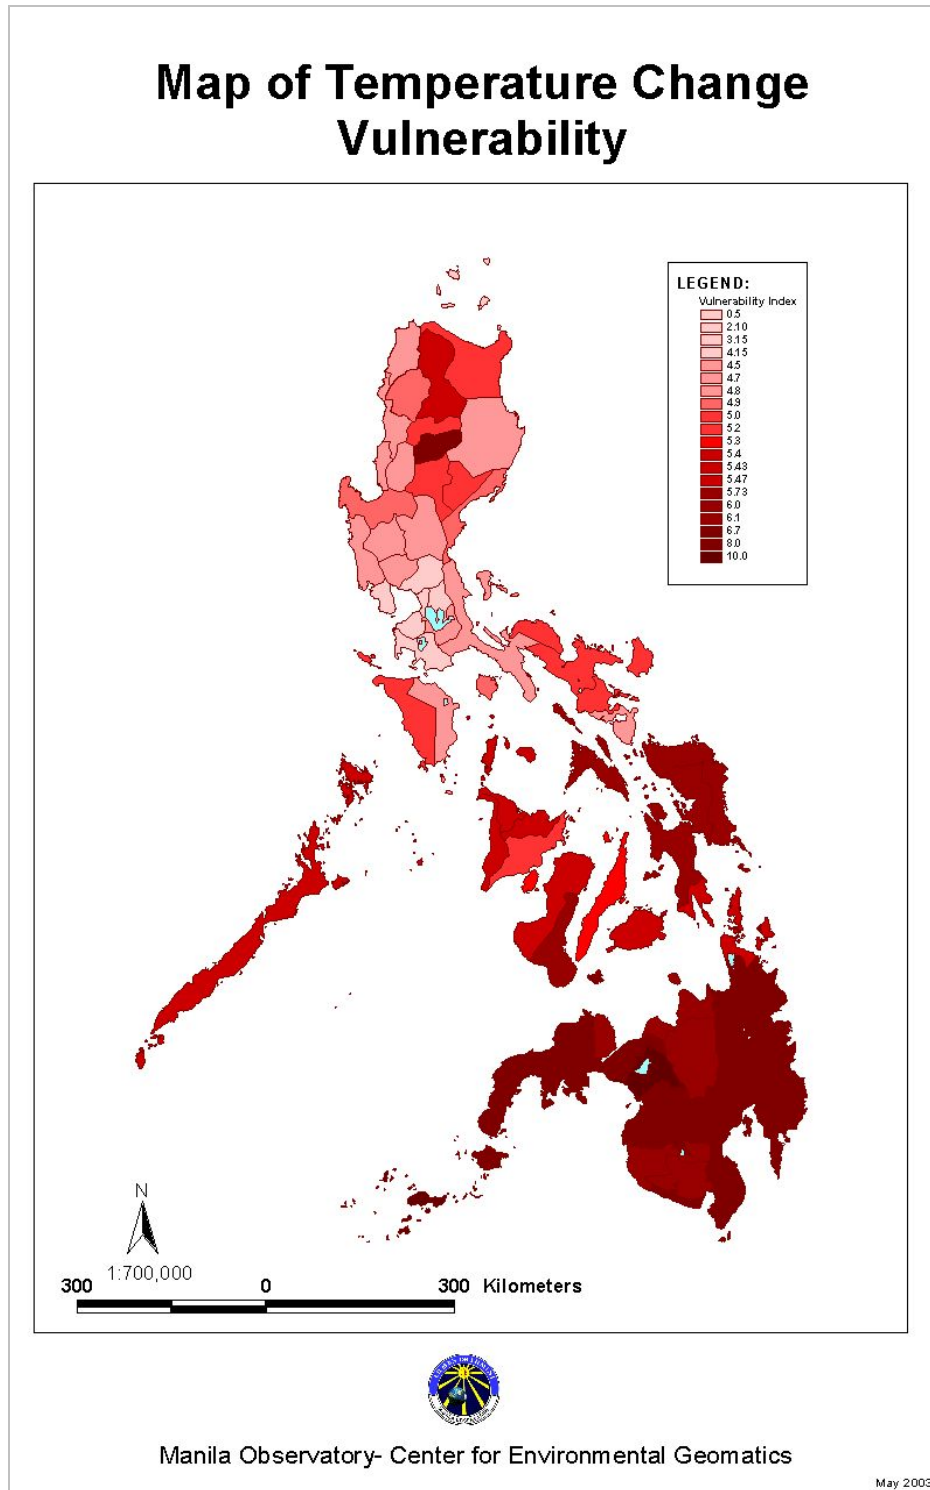 Map of Temperature Change
Vulnerability
LEGEND:
Vulnerability Index
0.5
2.10
3.15
4.15
4.5
4.7
4.8
4.9
5.0
5.2
5.3
5.4
5.43
5.47
5.73
6.0
6.1
6.7
8.0
10.0
N
1:700,000
300 0 300 Kilometers
Manila Observatory- Center for Environmental Geomatics
May 2003